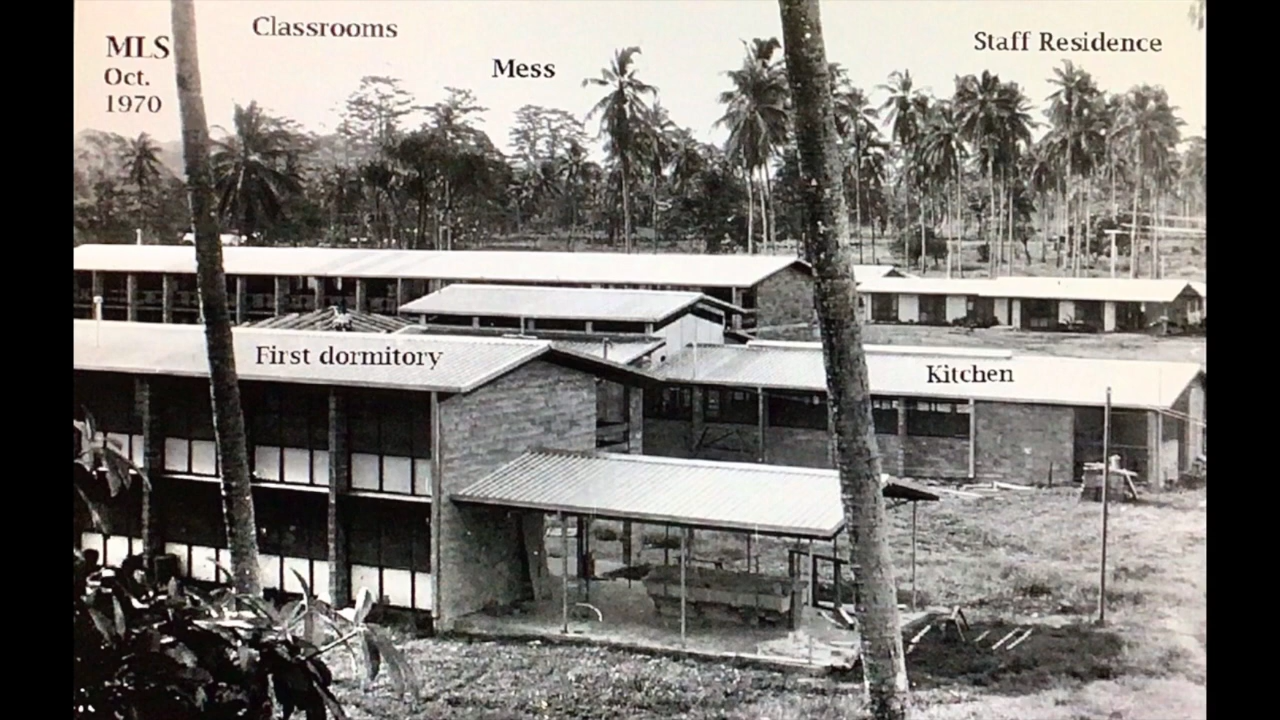 MLS
Oct.
1970
Classrooms
Mess
Staff Residence
First dormitory
Kitchen